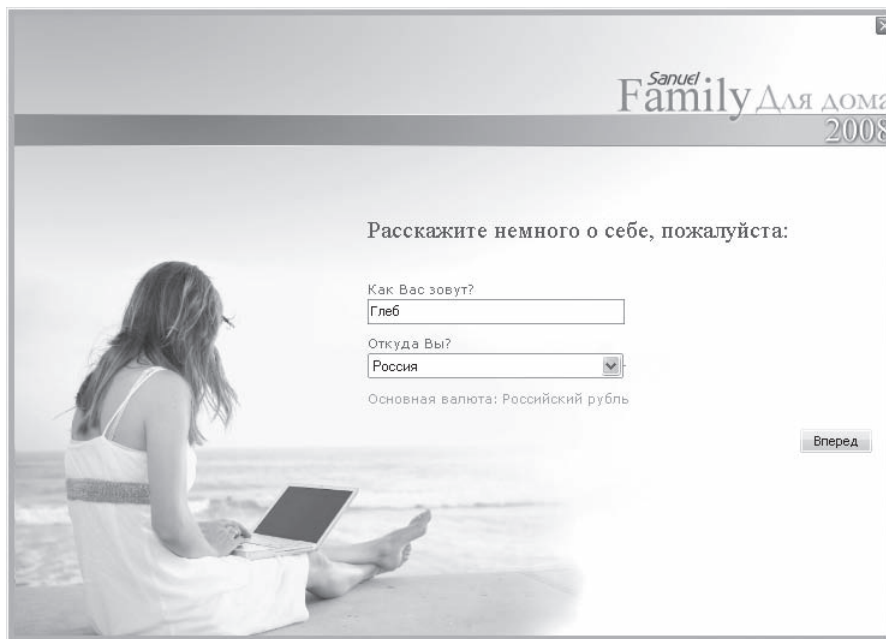 Sanuel
Family Для дома
2008
Расскажите немного о себе, пожалуйста:
Как Вас зовут?
Глеб
Откуда Вы?
Россия
Основная валюта: Российский рубль
Вперед